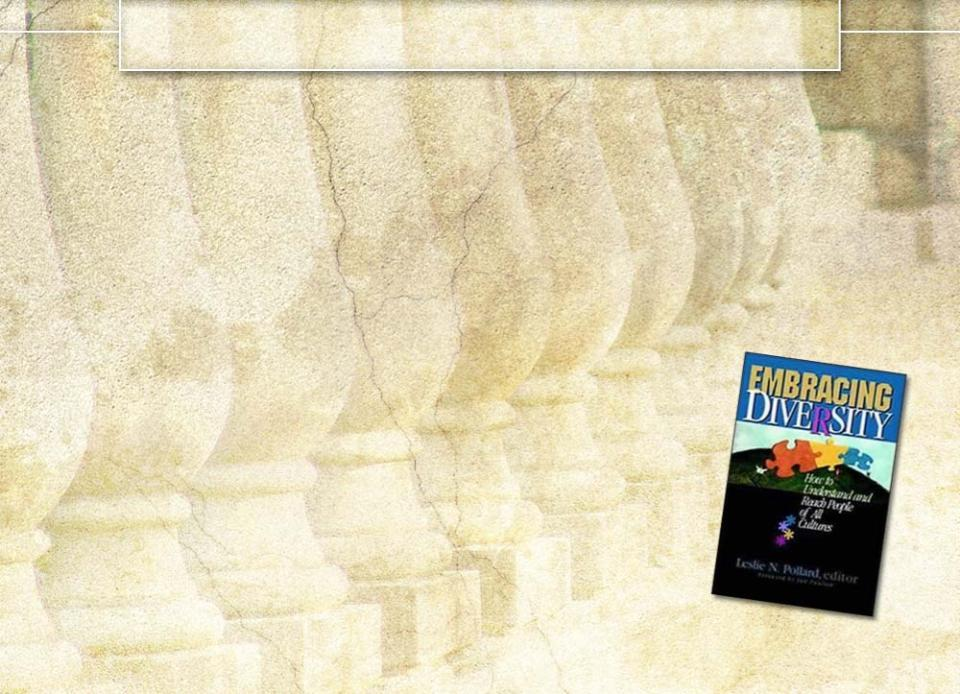 EMBRACING
DIVERSITY
How to
Understand and
Reach People
of All
Cultures
Leslie N. Pollard, editor